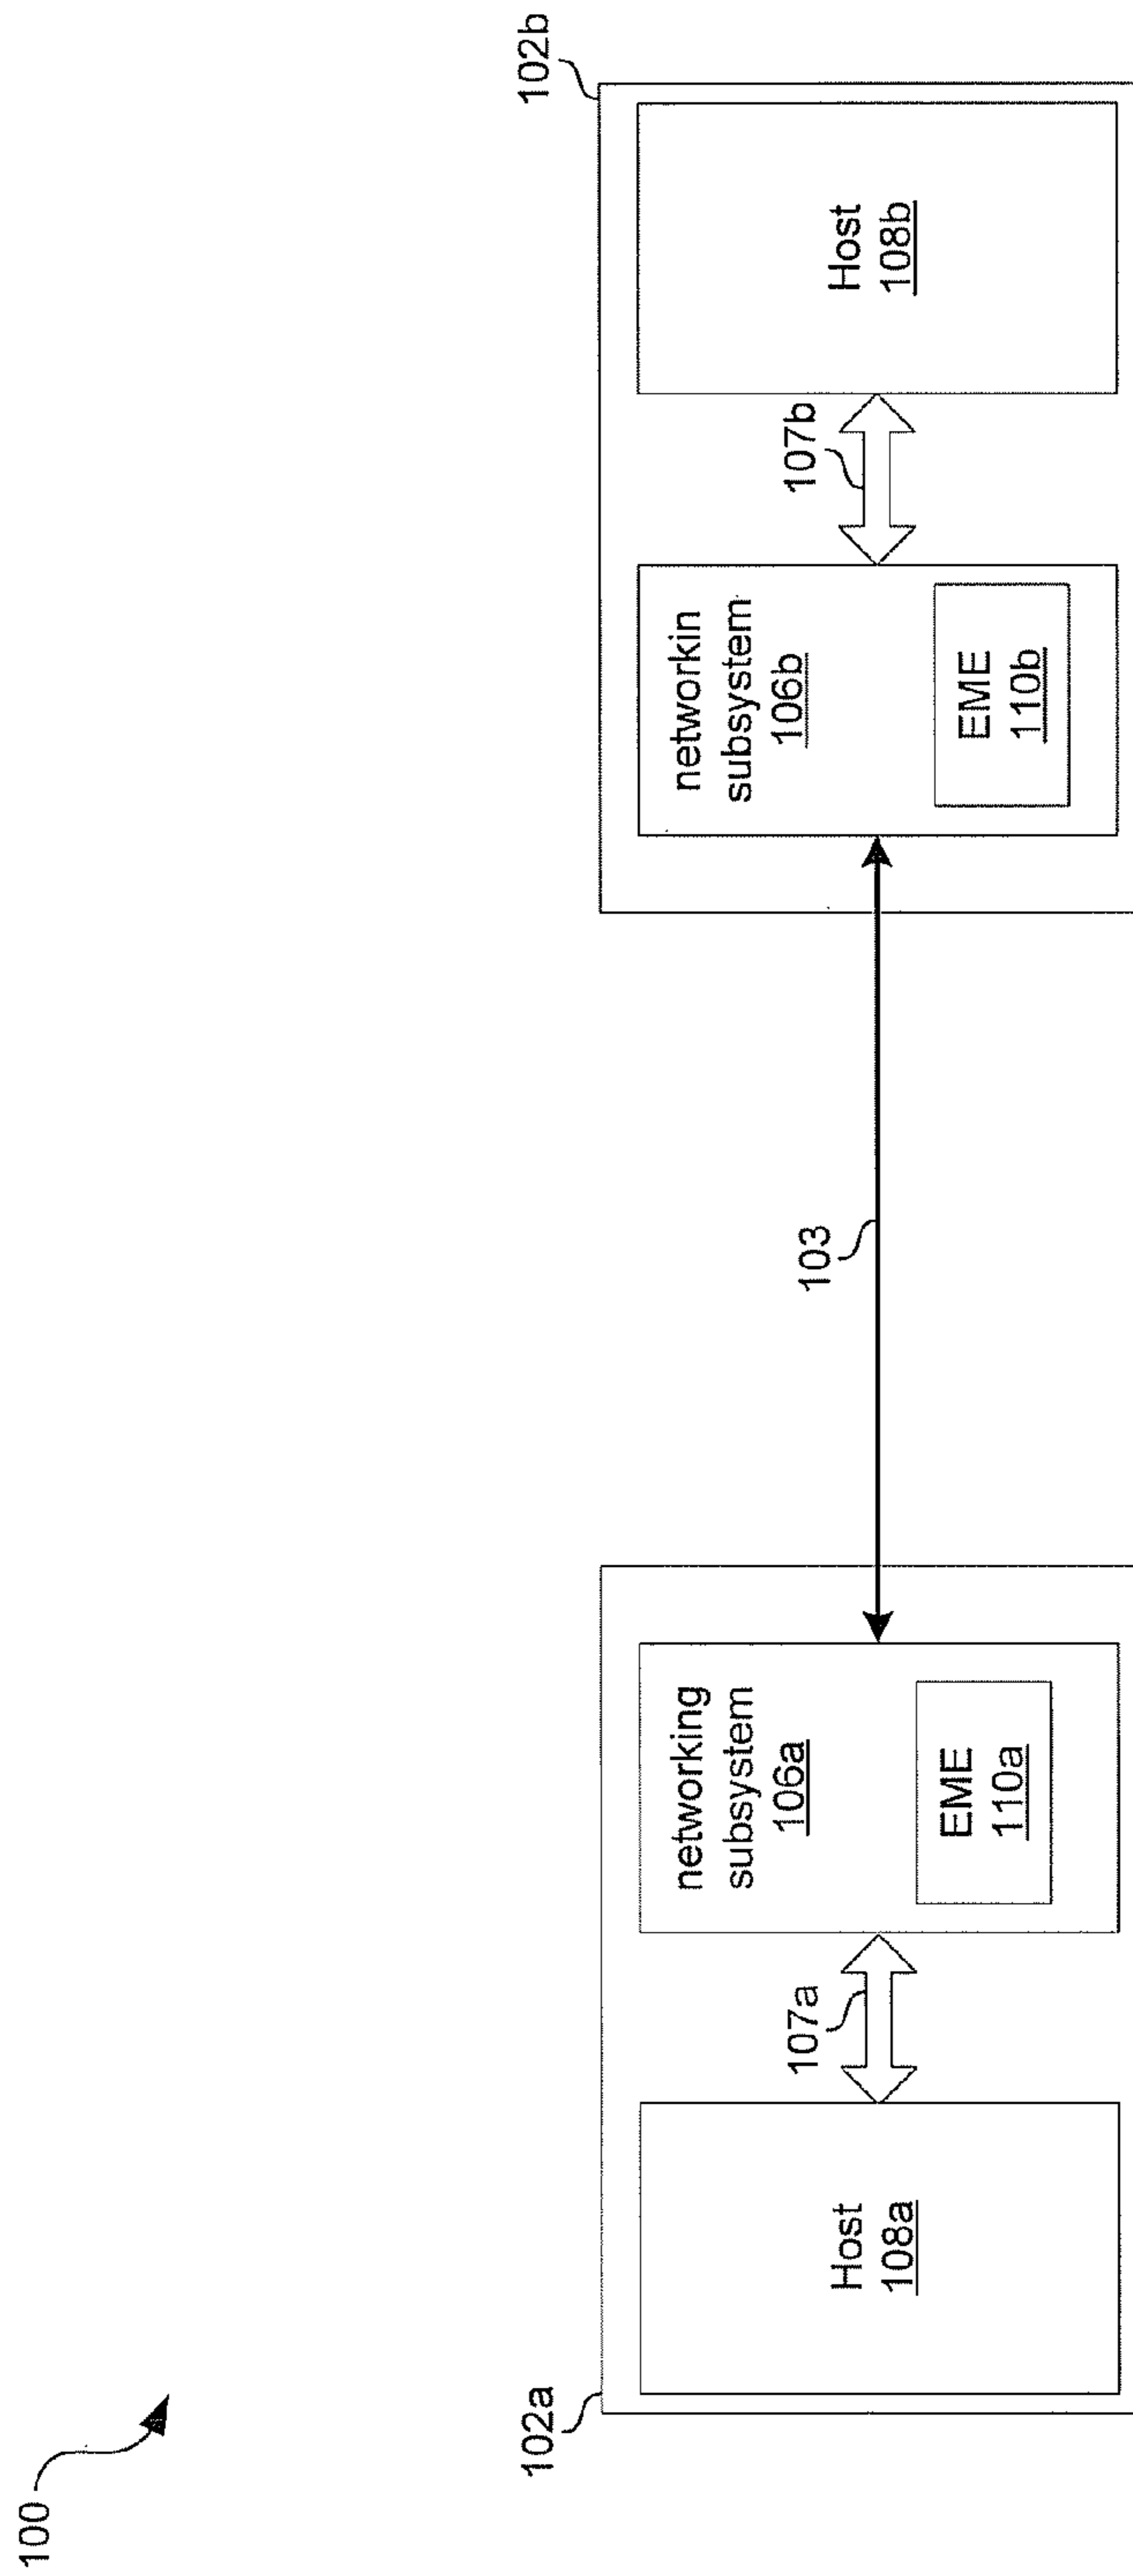 100
102a
102b
Host
108a
107a
networking
subsystem
106a
EME
110a
103
networkin
subsystem
106b
EME
110b
107b
Host
108b